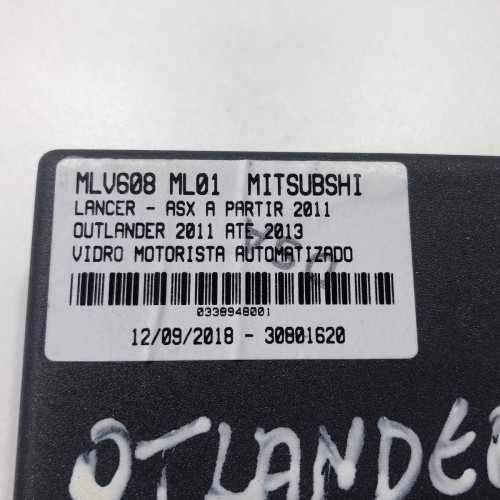 MLV608 ML01 MITSUBSHI
LANCER - ASX A PARTIR 2011
OUTLANDER 2011 ATÉ 2013
VIDRO MOTORISTA AUTOMATIZADO
0338948001
12/09/2018 - 30801620
OTLANDER